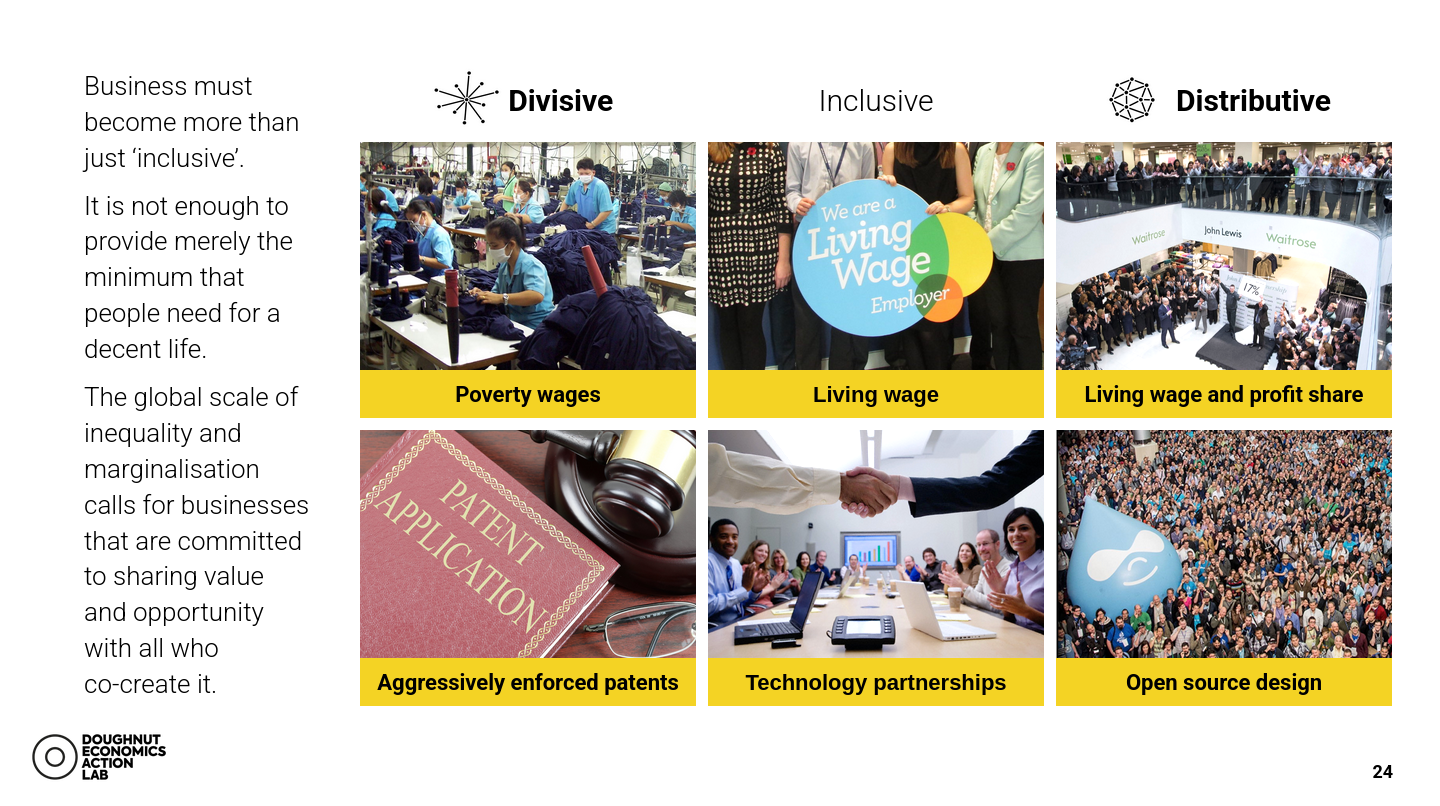 Business must
become more than
just ‘inclusive’.
It is not enough to
provide merely the
minimum that
people need for a
decent life.
The global scale of
inequality and
marginalisation
calls for businesses
that are committed
to sharing value
and opportunity
with all who
co-create it.
Divisive
Inclusive
Distributive
We are a
Living
Wage
Employer
Waitrose
John Lewis
Waitrose
17%
Poverty wages
Living wage
Living wage and profit share
PATENT
APPLICATION
Aggressively enforced patents
Technology partnerships
Open source design
DOUGHNUT
ECONOMICS
ACTION
LAB
24